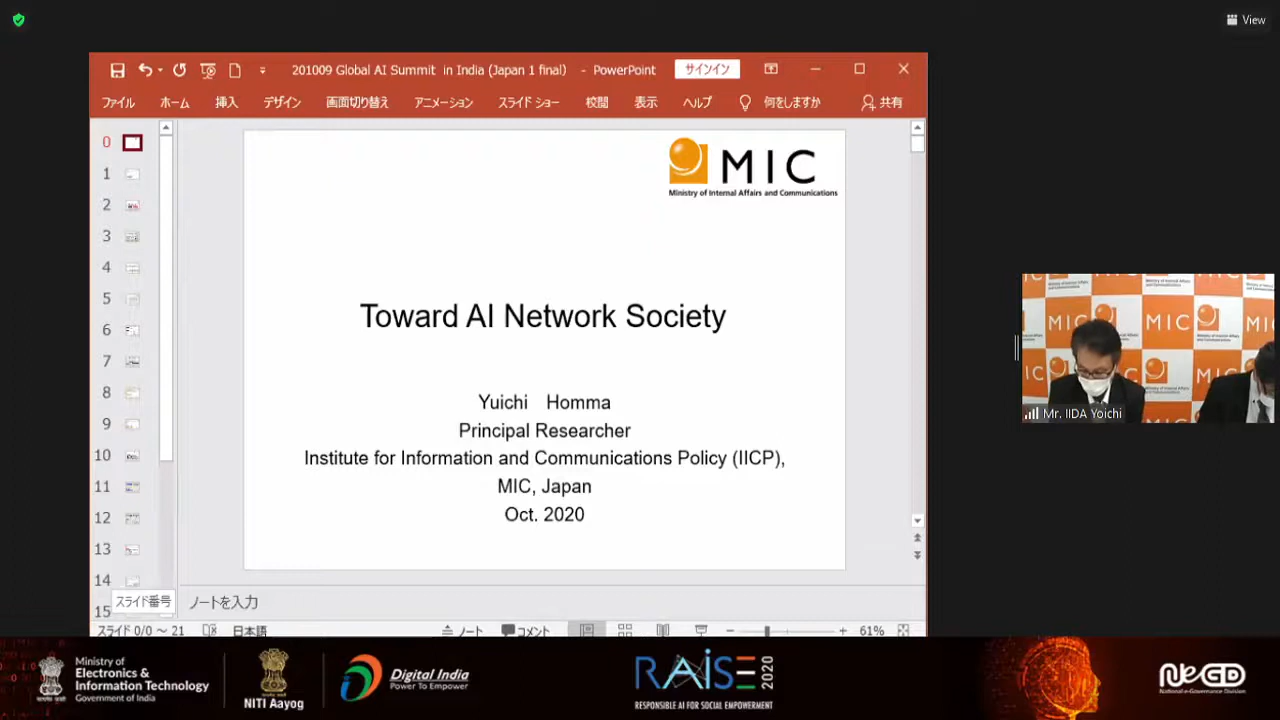 View
201009 Global AI Summit in India (Japan 1 final) - PowerPoint
サインイン
ファイル ホーム 挿入 デザイン 画面切り替え アニメーション スライド ショー 校閲 表示 ヘルプ 何をしますか 共有
0
1
2
3
4
5
6
7
8
9
10
11
12
13
14
15
スライド番号
MIC
Ministry of Internal Affairs and Communications
Toward AI Network Society
Yuichi Homma
Principal Researcher
Institute for Information and Communications Policy (IICP),
MIC, Japan
Oct. 2020
ノートを入力
スライド 0/0 ~ 21 日本語 ノート コメント 61%
MIC
MIC
MIC
Mr. IIDA Yoichi
Ministry of
Electronics &
Information Technology
Government of India
NITI Aayog
Digital India
Power To Empower
RAISE 2020
RESPONSIBLE AI FOR SOCIAL EMPOWERMENT
NeGD
National e-Governance Division